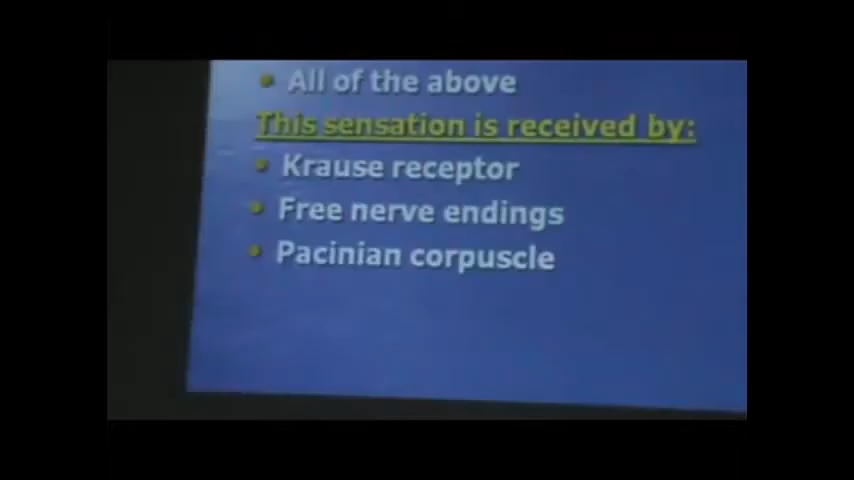 All of the above
This sensation is received by:
Krause receptor
Free nerve endings
Pacinian corpuscle